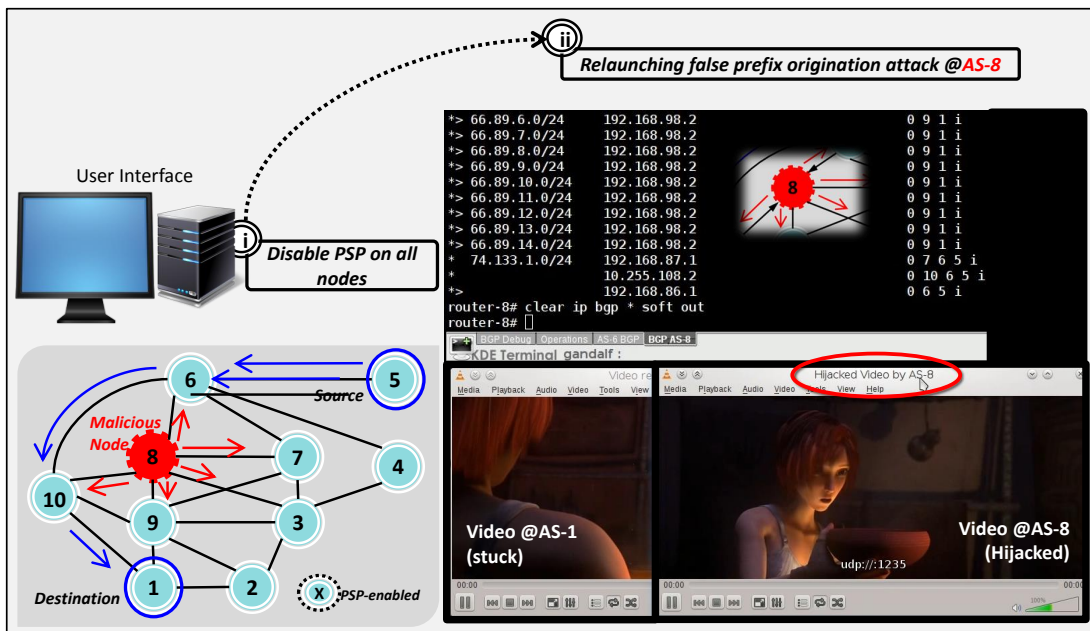 ii
Relaunching false prefix origination attack @AS-8
User Interface
i
Disable PSP on all
nodes
*> 66.89.6.0/24 192.168.98.2 0 9 1 i
*> 66.89.7.0/24 192.168.98.2 0 9 1 i
*> 66.89.8.0/24 192.168.98.2 0 9 1 i
*> 66.89.9.0/24 192.168.98.2 0 9 1 i
*> 66.89.10.0/24 192.168.98.2 0 9 1 i
*> 66.89.11.0/24 192.168.98.2 0 9 1 i
*> 66.89.12.0/24 192.168.98.2 0 9 1 i
*> 66.89.13.0/24 192.168.98.2 0 9 1 i
*> 66.89.14.0/24 192.168.98.2 0 9 1 i
* 74.133.1.0/24 192.168.87.1 0 7 6 5 i
* 10.255.108.2 0 10 6 5 i
*> 192.168.86.1 0 6 5 i
router-8# clear ip bgp * soft out
router-8#
8
BGP Debug Operations AS-6 BGP BGP AS-8
KDE Terminal gandalf :
6
5
Source
Malicious
Node
8
7
4
10
9
3
1
2
Destination
X
PSP-enabled
Video re
Media Playback Audio Video Tools View
Video @AS-1
(stuck)
00:00
Hijacked Video by AS-8
Media Playback Audio Video Tools View Help
Video @AS-8
(Hijacked)
udp://:1235
00:00
00:00
100%